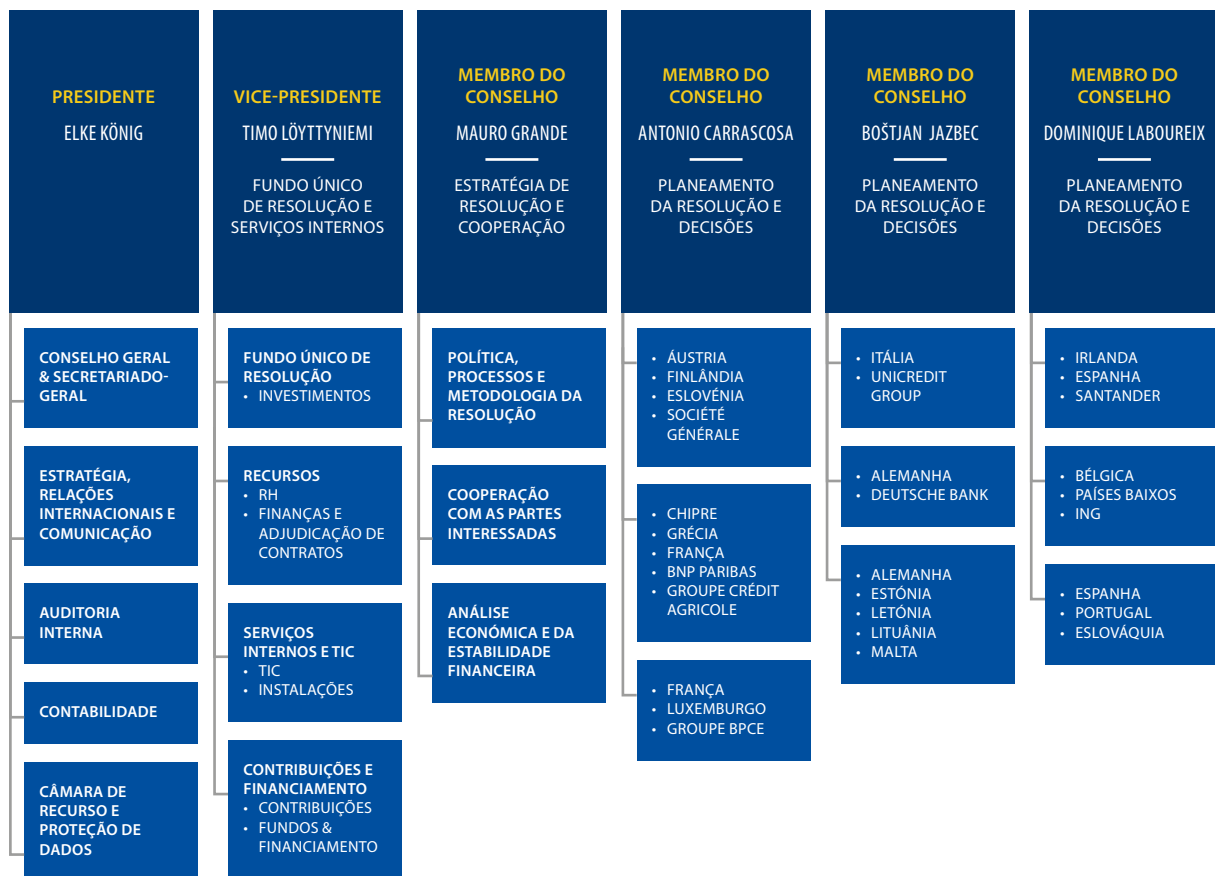 PRESIDENTE
ELKE KÖNIG
CONSELHO GERAL
& SECRETARIADO-
GERAL
ESTRATÉGIA,
RELAÇÕES
INTERNACIONAIS E
COMUNICAÇÃO
AUDITORIA
INTERNA
CONTABILIDADE
CÂMARA DE
RECURSO E
PROTEÇÃO DE
DADOS
VICE-PRESIDENTE
TIMO LÖYTTYNIEMI
FUNDO ÚNICO
DE RESOLUÇÃO E
SERVIÇOS INTERNOS
FUNDO ÚNICO DE
RESOLUÇÃO
• INVESTIMENTOS
RECURSOS
• RH
• FINANÇAS E
ADJUDICAÇÃO DE
CONTRATOS
SERVIÇOS
INTERNOS E TIC
• TIC
• INSTALAÇÕES
CONTRIBUIÇÕES E
FINANCIAMENTO
• CONTRIBUIÇÕES
• FUNDOS &
FINANCIAMENTO
MEMBRO DO
CONSELHO
MAURO GRANDE
ESTRATÉGIA DE
RESOLUÇÃO E
COOPERAÇÃO
POLÍTICA,
PROCESSOS E
METODOLOGIA DA
RESOLUÇÃO
COOPERAÇÃO
COM AS PARTES
INTERESSADAS
ANÁLISE
ECONÓMICA E DA
ESTABILIDADE
FINANCEIRA
MEMBRO DO
CONSELHO
ANTONIO CARRASCOSA
PLANEAMENTO
DA RESOLUÇÃO E
DECISÕES
• ÁUSTRIA
• FINLÂNDIA
• ESLOVÉNIA
• SOCIÉTÉ
GÉNÉRALE
• CHIPRE
• GRÉCIA
• FRANÇA
• BNP PARIBAS
• GROUPE CRÉDIT
AGRICOLE
• FRANÇA
• LUXEMBURGO
• GROUPE BPCE
MEMBRO DO
CONSELHO
BOŠTJAN JAZBEC
PLANEAMENTO
DA RESOLUÇÃO E
DECISÕES
• ITÁLIA
• UNICREDIT
GROUP
• ALEMANHA
• DEUTSCHE BANK
• ALEMANHA
• ESTÓNIA
• LETÓNIA
• LITUÂNIA
• MALTA
MEMBRO DO
CONSELHO
DOMINIQUE LABOUREIX
PLANEAMENTO
DA RESOLUÇÃO E
DECISÕES
• IRLANDA
• ESPANHA
• SANTANDER
• BÉLGICA
• PAÍSES BAIXOS
• ING
• ESPANHA
• PORTUGAL
• ESLOVÁQUIA